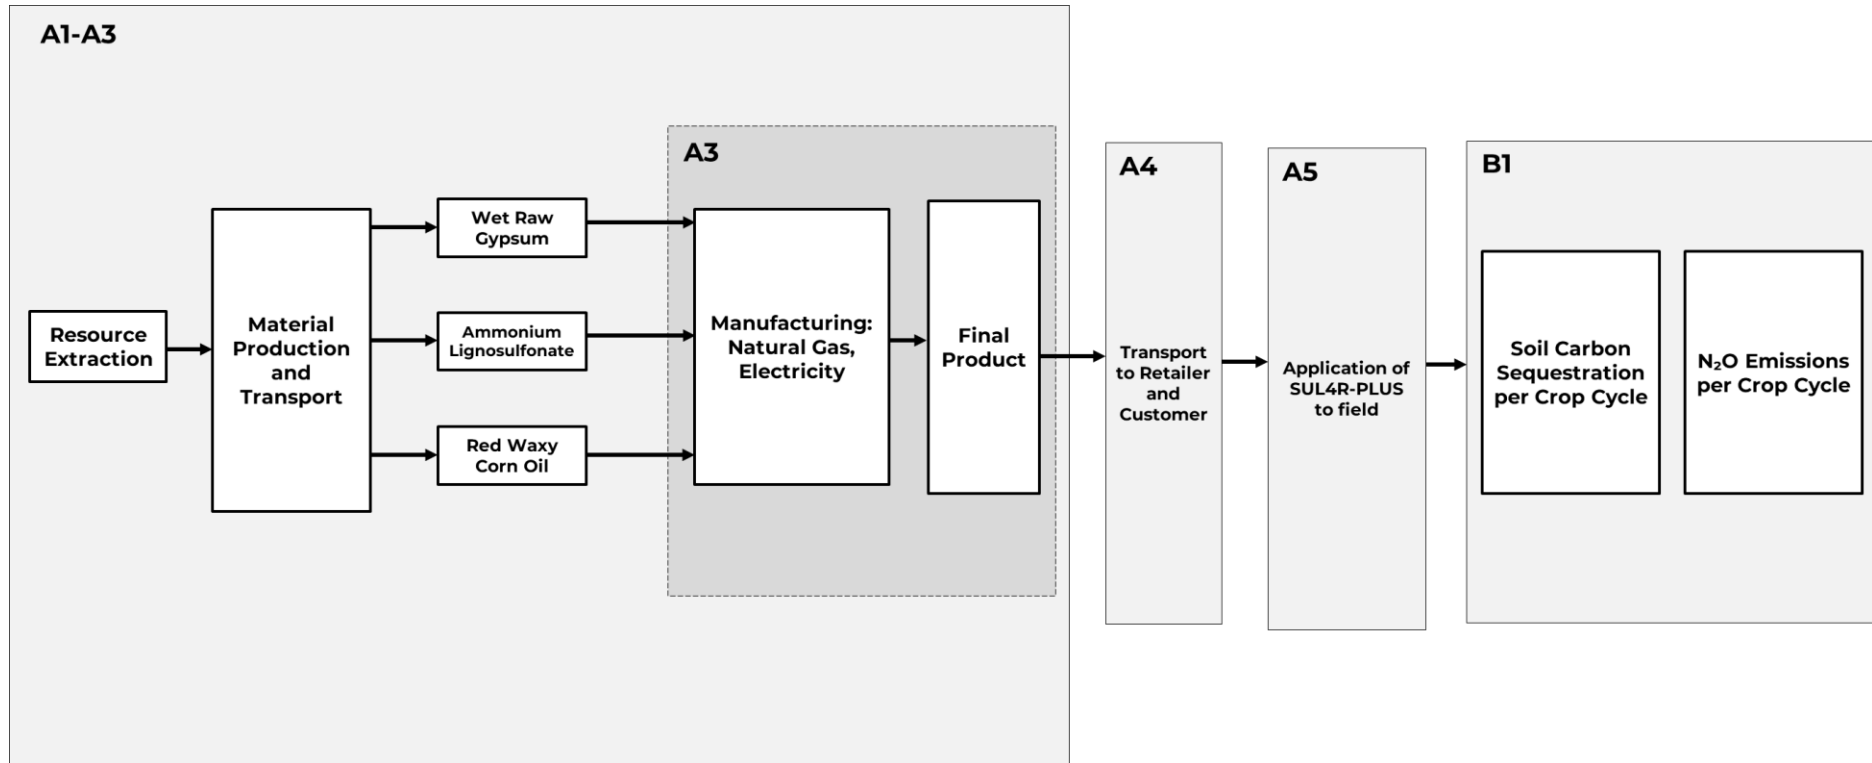 A1-A3
Resource
Extraction
Material
Production
and
Transport
Wet Raw
Gypsum
Ammonium
Lignosulfonate
Red Waxy
Corn Oil
A3
Manufacturing:
Natural Gas,
Electricity
Final
Product
A4
Transport
to Retailer
and
Customer
A5
Application of
SUL4R-PLUS
to field
B1
Soil Carbon
Sequestration
per Crop Cycle
N₂O Emissions
per Crop Cycle